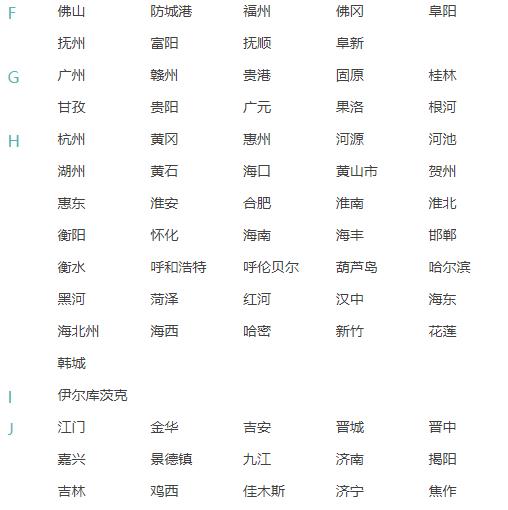 F 佛山 防城港 福州 佛冈 阜阳
抚州 富阳 抚顺 阜新
G 广州 赣州 贵港 固原 桂林
甘孜 贵阳 广元 果洛 根河
H 杭州 黄冈 惠州 河源 河池
湖州 黄石 海口 黄山市 贺州
惠东 淮安 合肥 淮南 淮北
衡阳 怀化 海南 海丰 邯郸
衡水 呼和浩特 呼伦贝尔 葫芦岛 哈尔滨
黑河 菏泽 红河 汉中 海东
海北州 海西 哈密 新竹 花莲
韩城
I 伊尔库茨克
J 江门 金华 吉安 晋城 晋中
嘉兴 景德镇 九江 济南 揭阳
吉林 鸡西 佳木斯 济宁 焦作